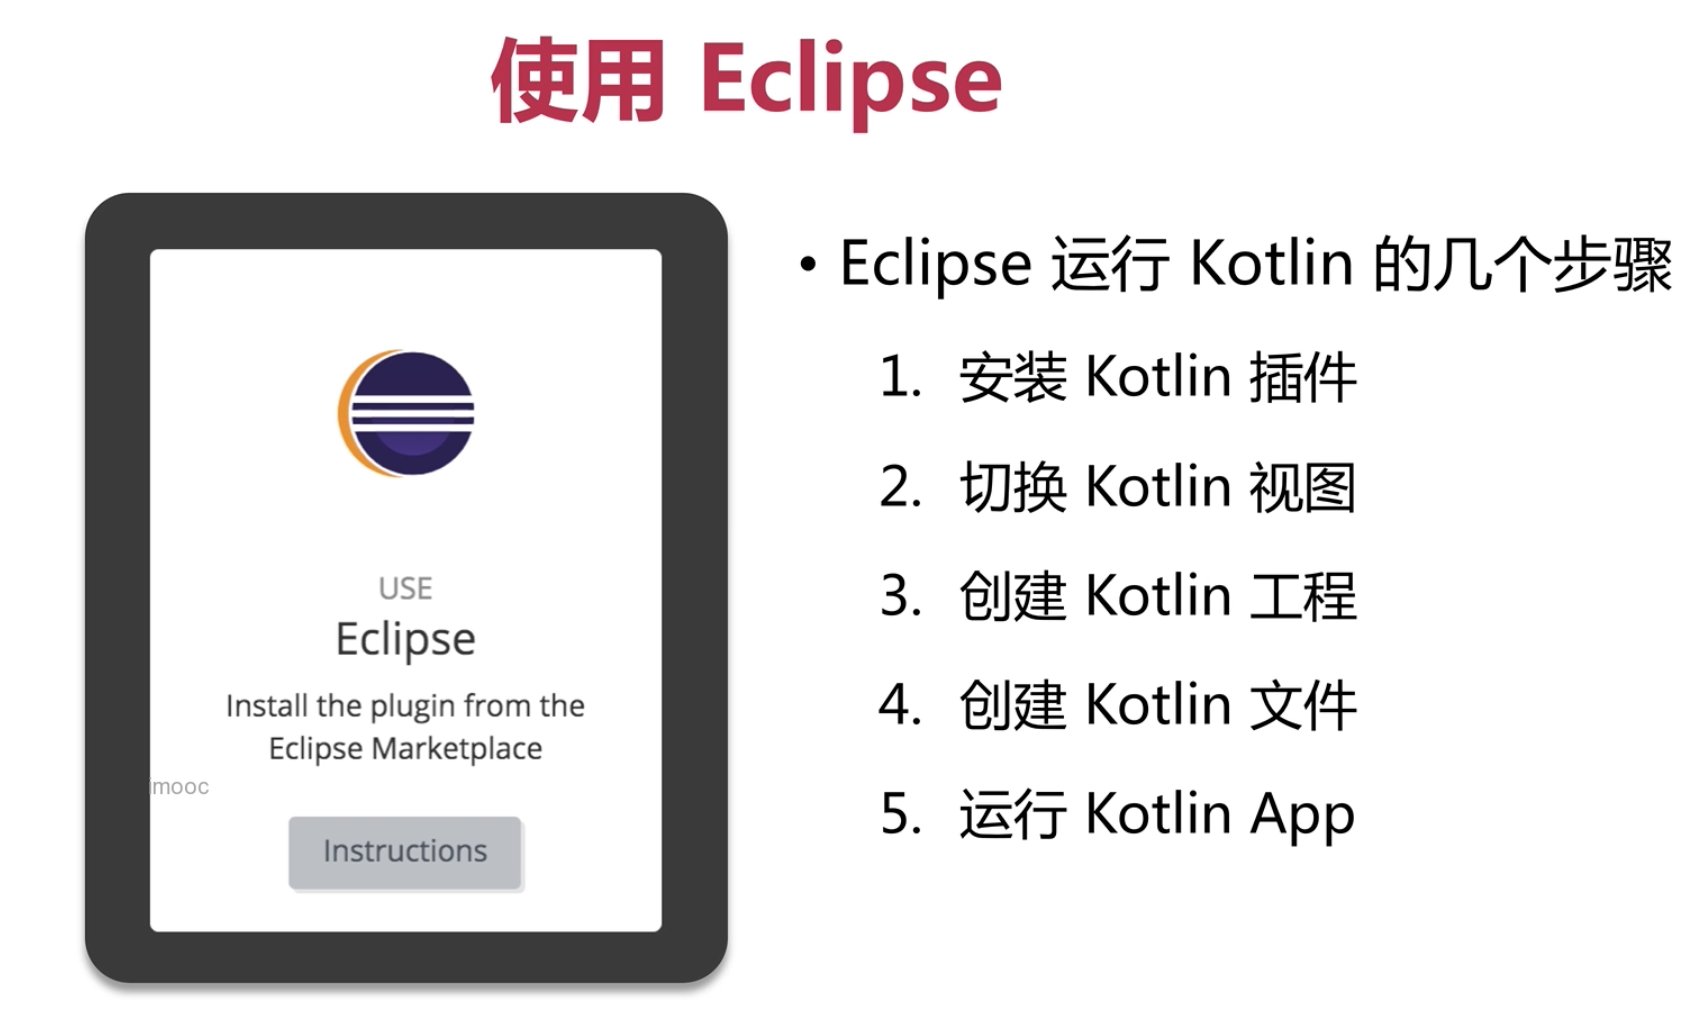 使用 Eclipse
USE
Eclipse
Install the plugin from the
Eclipse Marketplace
imooc
Instructions
• Eclipse 运行 Kotlin 的几个步骤
1. 安装 Kotlin 插件
2. 切换 Kotlin 视图
3. 创建 Kotlin 工程
4. 创建 Kotlin 文件
5. 运行 Kotlin App